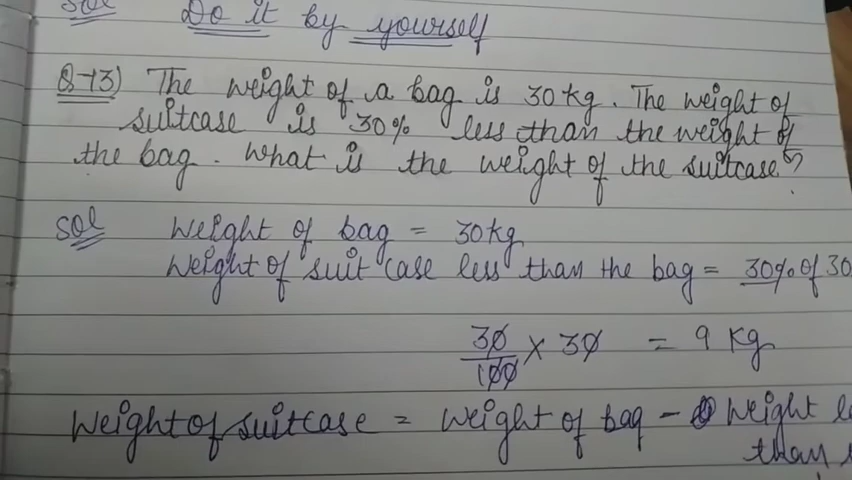 Sol Do it by yourself
Q-13) The weight of a bag is 30 kg. The weight of
suitcase is 30% less than the weight of
the bag. What is the weight of the suitcase?
Sol Weight of bag = 30 kg
Weight of suit case less than the bag = 30% of 30
30/100 × 30 = 9 kg
Weight of suitcase = weight of bag - weight
than